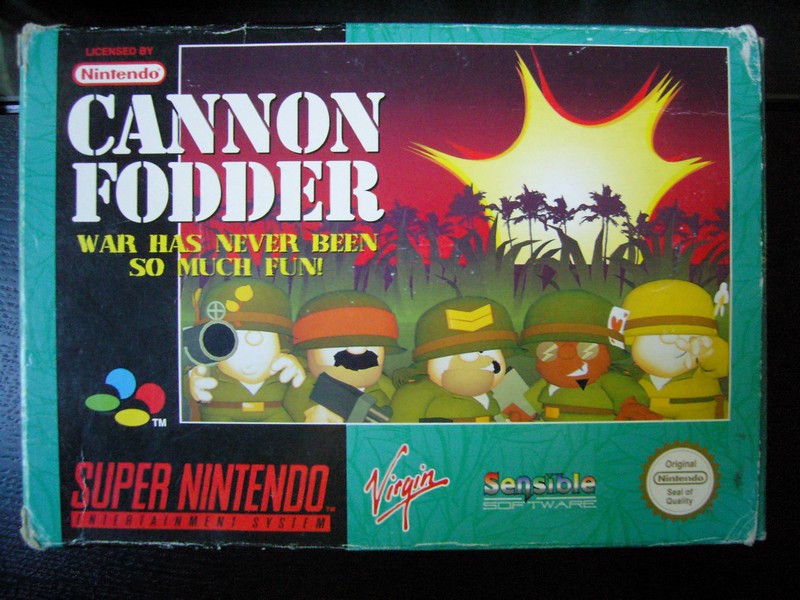 LICENSED BY
Nintendo
CANNON
FODDER
WAR HAS NEVER BEEN
SO MUCH FUN!
TM
SUPER NINTENDO
TM
ENTERTAINMENT SYSTEM
Virgin
Sensible
SOFTWARE
Original
Nintendo
Seal of
Quality